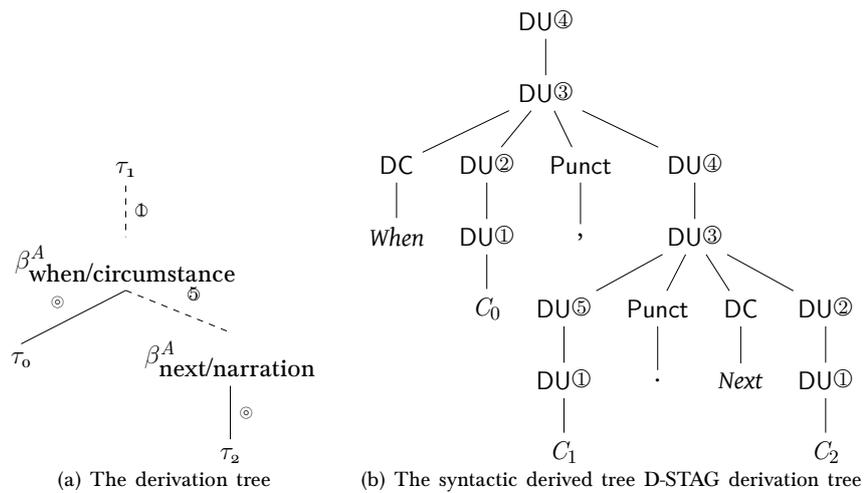 DU④
DU③
τ₁ DC DU② Punct DU④
①
When DU① , DU③
β^A when/circumstance
◎ ⑤ C₀ DU⑤ Punct DC DU②
τ₀ β^A next/narration
DU① . Next DU①
◎
τ₂ C₁ C₂
(a) The derivation tree (b) The syntactic derived tree D-STAG derivation tree